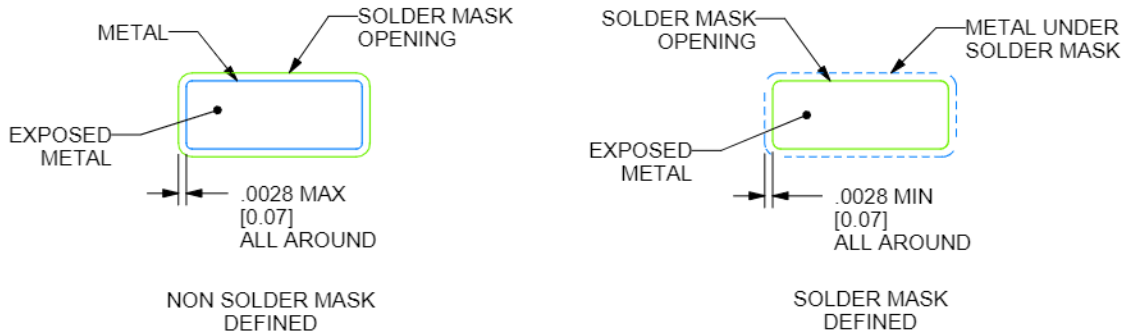 METAL
SOLDER MASK
OPENING
EXPOSED
METAL
.0028 MAX
[0.07]
ALL AROUND
NON SOLDER MASK
DEFINED
SOLDER MASK
OPENING
METAL UNDER
SOLDER MASK
EXPOSED
METAL
.0028 MIN
[0.07]
ALL AROUND
SOLDER MASK
DEFINED